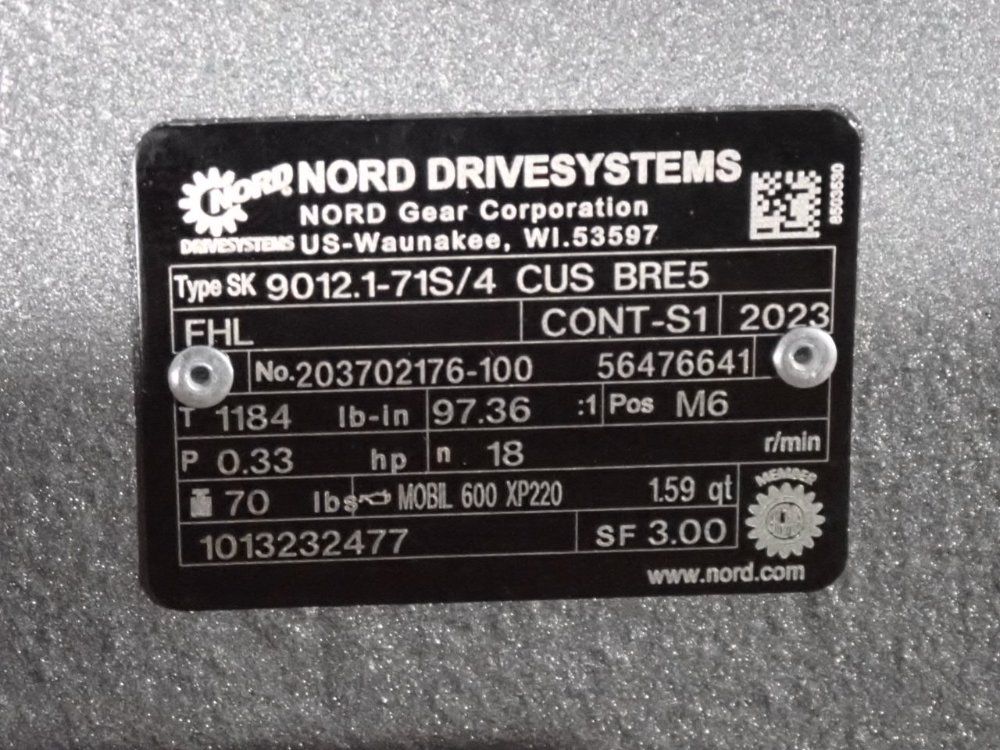 NORD
DRIVESYSTEMS
NORD DRIVESYSTEMS
NORD Gear Corporation
US-Waunakee, WI.53597
8503530
Type SK 9012.1-71S/4 CUS BRE5
FHL CONT-S1 2023
No.203702176-100 56476641
T 1184 lb-in 97.36 :1 Pos M6
P 0.33 hp n 18 r/min
70 lbs MOBIL 600 XP220 1.59 qt
1013232477 SF 3.00
MEMBER
www.nord.com